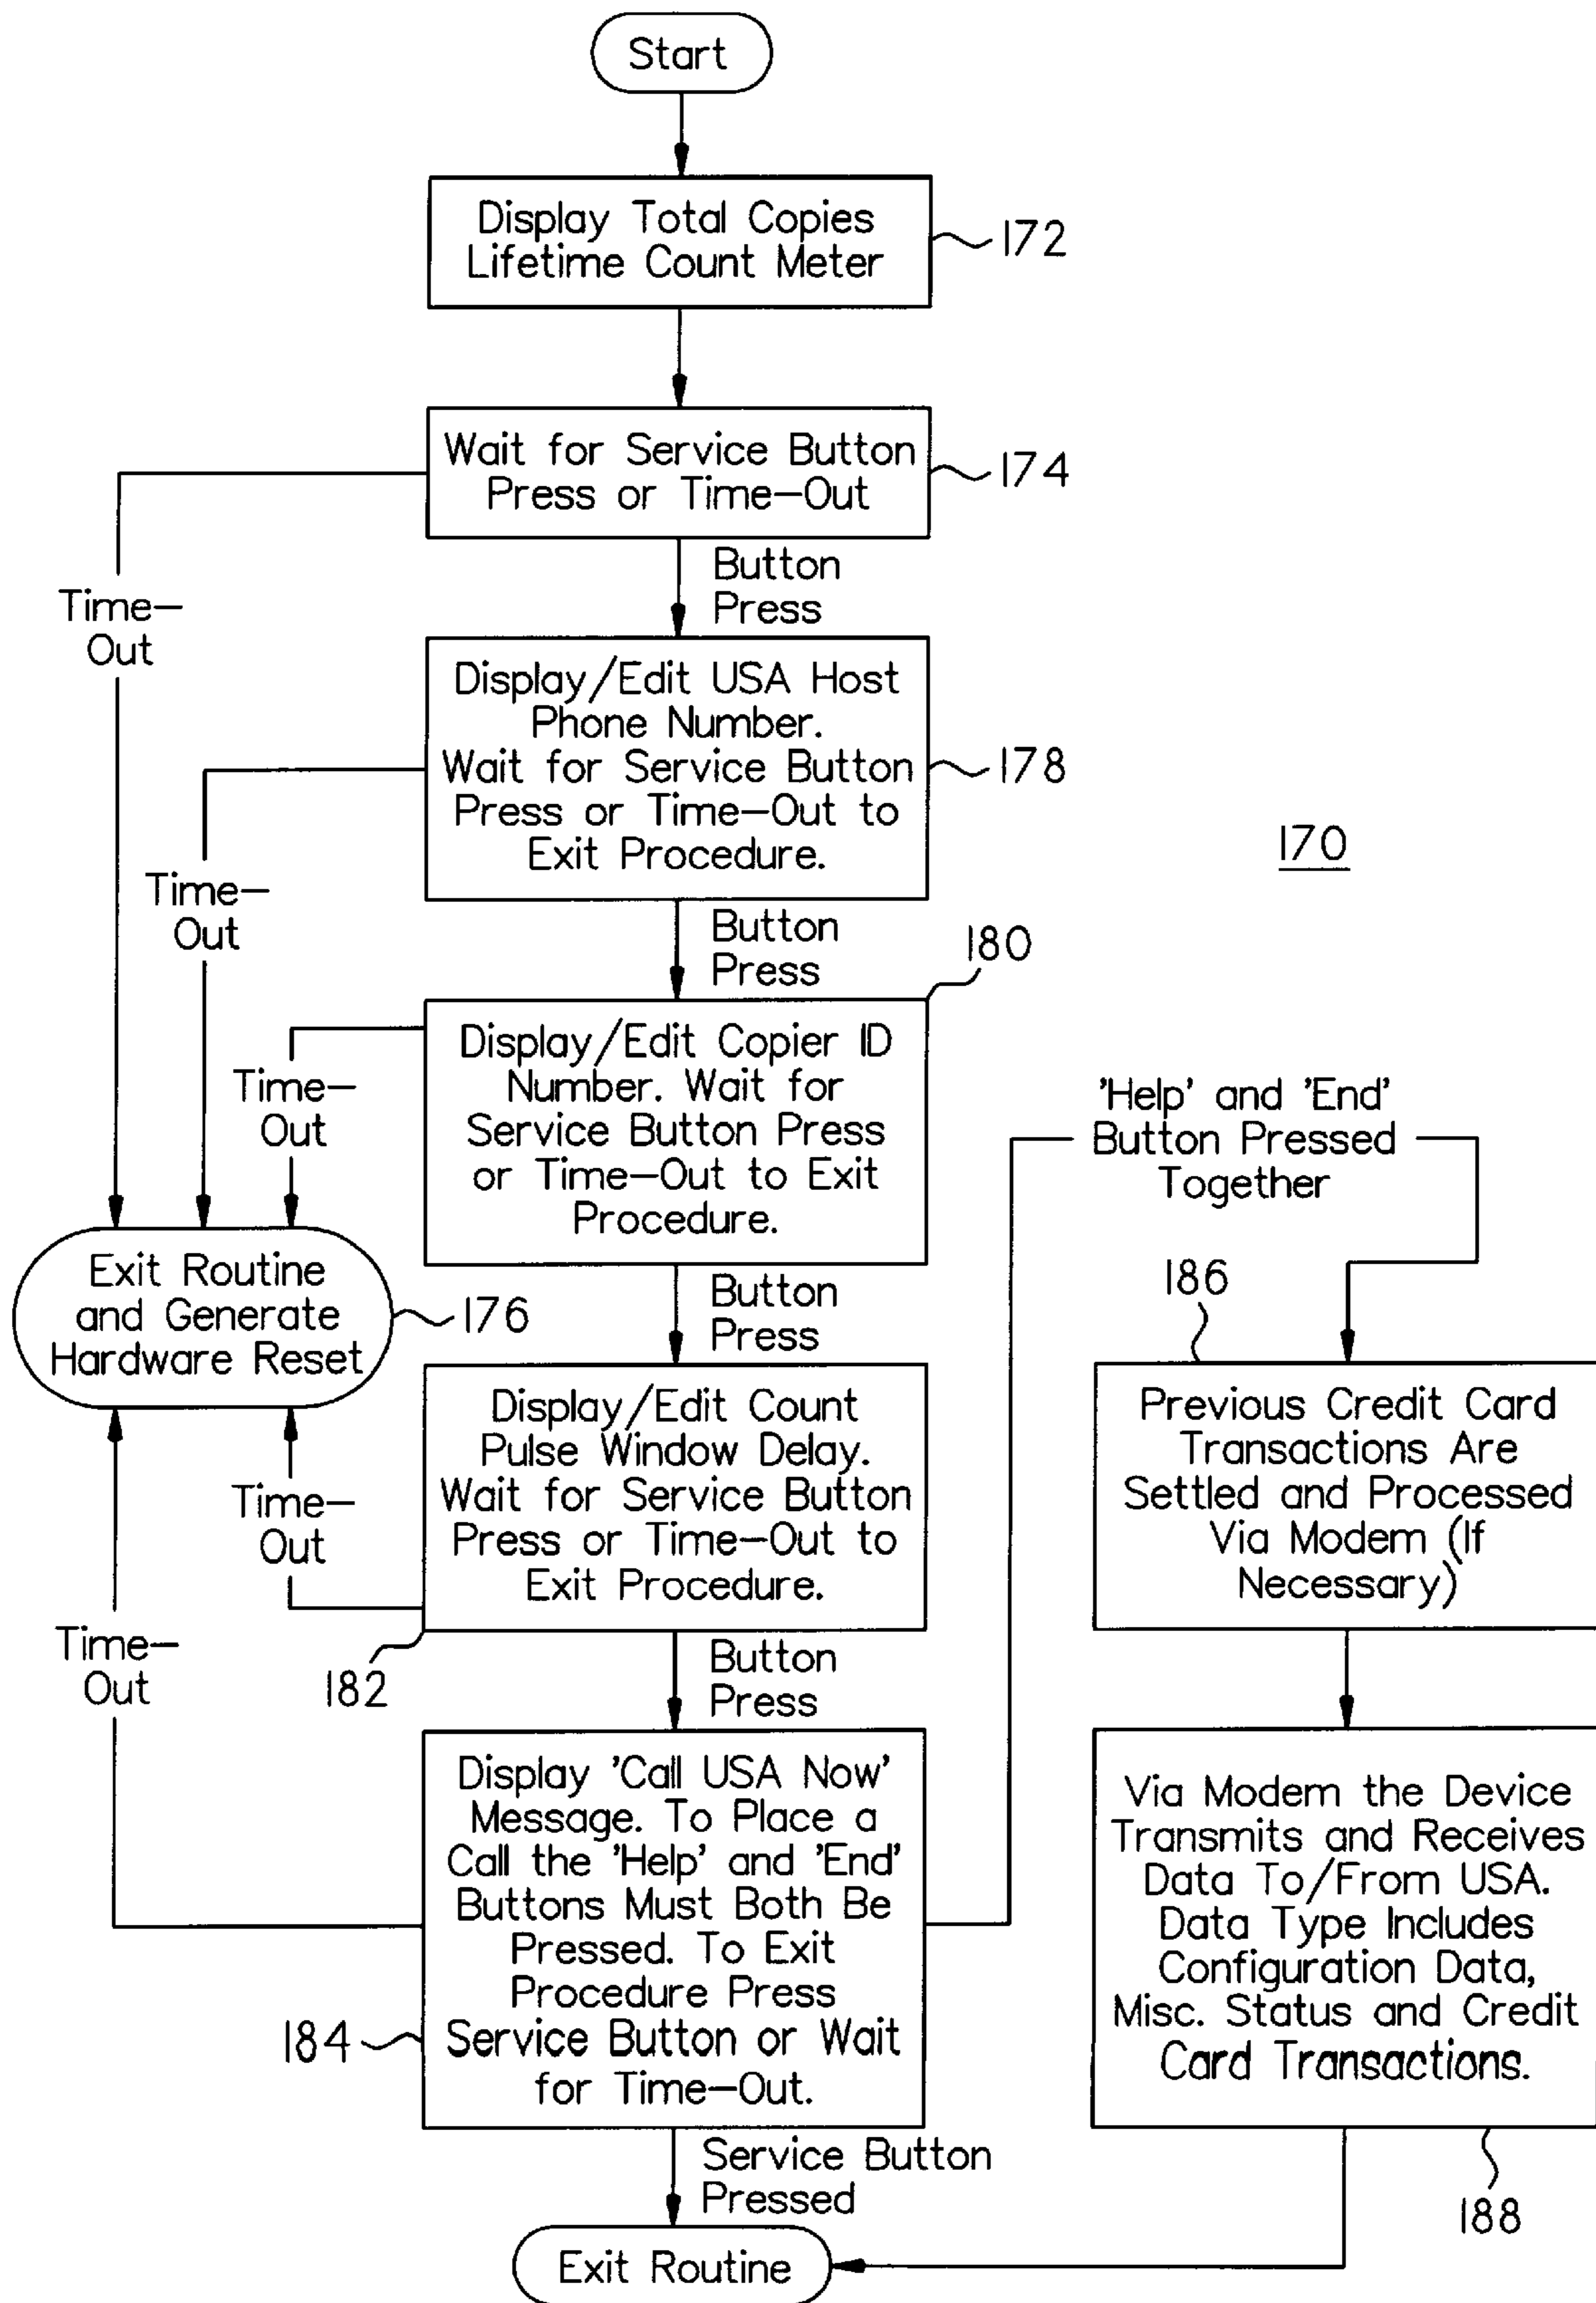 Start
Display Total Copies
Lifetime Count Meter
172
Wait for Service Button
Press or Time-Out
174
Button
Press
Time-
Out
Display/Edit USA Host
Phone Number.
Wait for Service Button
Press or Time-Out to
Exit Procedure.
178
170
Time-
Out
Button
Press
180
Display/Edit Copier ID
Number. Wait for
Service Button Press
or Time-Out to Exit
Procedure.
Time-
Out
'Help' and 'End'
Button Pressed
Together
Exit Routine
and Generate
Hardware Reset
176
Button
Press
186
Display/Edit Count
Pulse Window Delay.
Wait for Service Button
Press or Time-Out to
Exit Procedure.
Time-
Out
182
Previous Credit Card
Transactions Are
Settled and Processed
Via Modem (If
Necessary)
Time-
Out
Button
Press
Display 'Call USA Now'
Message. To Place a
Call the 'Help' and 'End'
Buttons Must Both Be
Pressed. To Exit
Procedure Press
Service Button or Wait
for Time-Out.
184
Via Modem the Device
Transmits and Receives
Data To/From USA.
Data Type Includes
Configuration Data,
Misc. Status and Credit
Card Transactions.
188
Service Button
Pressed
Exit Routine